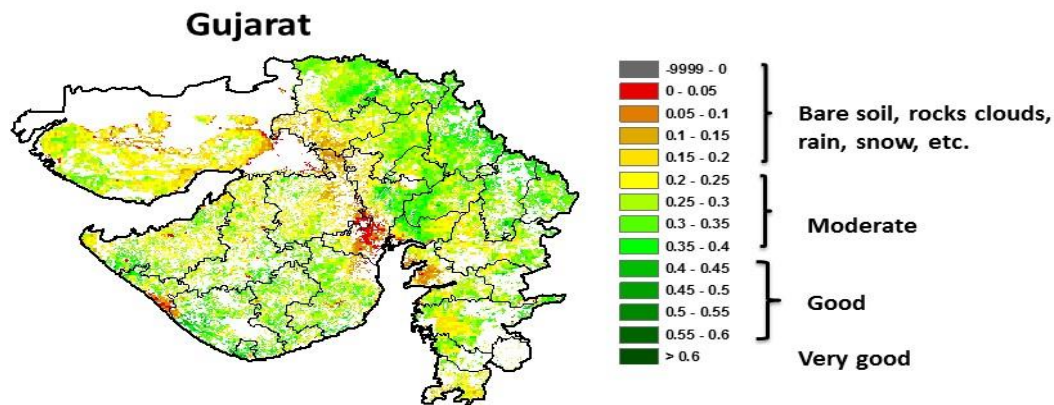 Gujarat
-9999 - 0
0 - 0.05
0.05 - 0.1
0.1 - 0.15
0.15 - 0.2
0.2 - 0.25
0.25 - 0.3
0.3 - 0.35
0.35 - 0.4
0.4 - 0.45
0.45 - 0.5
0.5 - 0.55
0.55 - 0.6
> 0.6
Bare soil, rocks clouds,
rain, snow, etc.
Moderate
Good
Very good